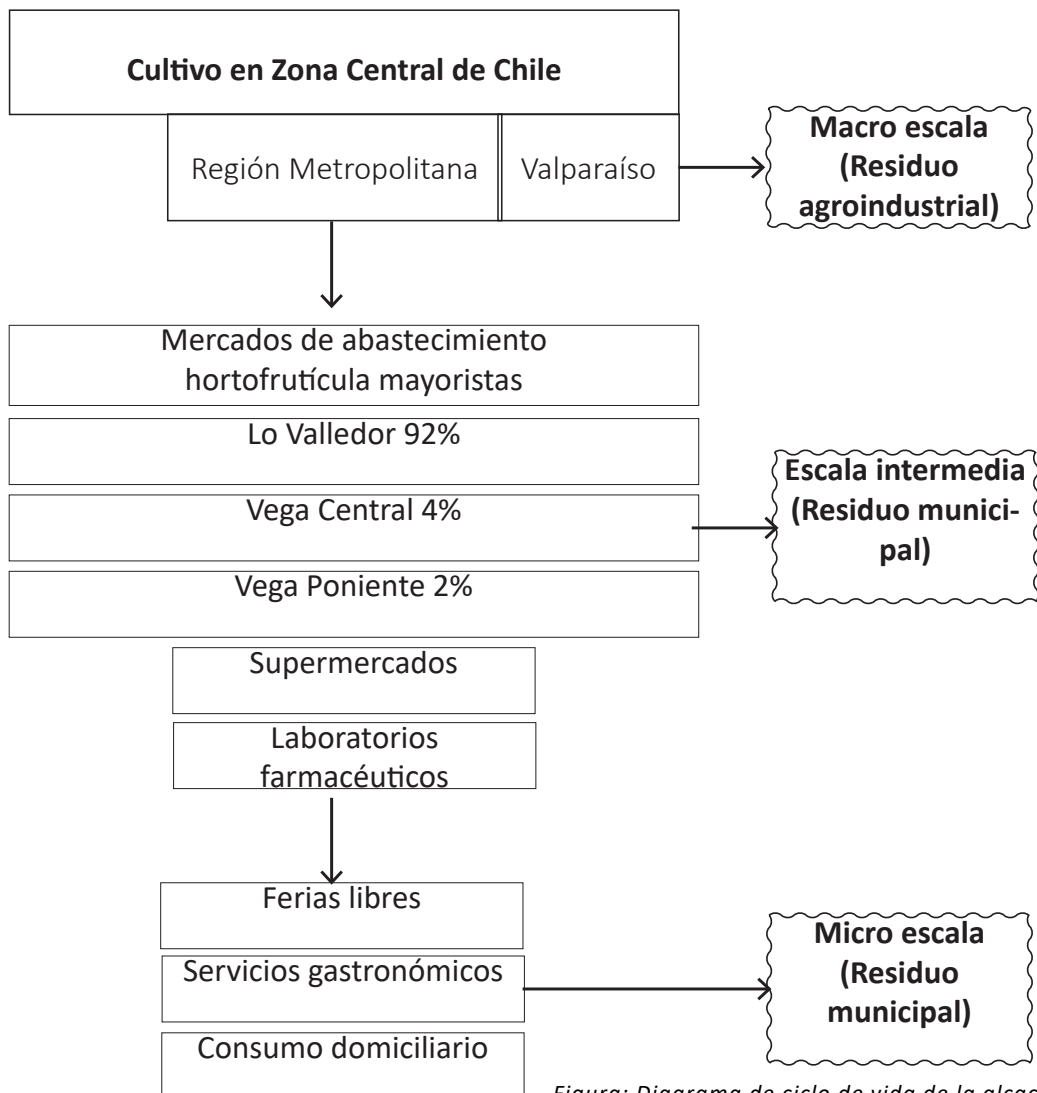 Cultivo en Zona Central de Chile
Región Metropolitana
Valparaíso
Macro escala
(Residuo
agroindustrial)
Mercados de abastecimiento
hortofrutícula mayoristas
Lo Valledor 92%
Vega Central 4%
Vega Poniente 2%
Escala intermedia
(Residuo munici-
pal)
Supermercados
Laboratorios
farmacéuticos
Ferias libres
Servicios gastronómicos
Consumo domiciliario
Micro escala
(Residuo
municipal)
Figura: Diagrama de ciclo de vida de la